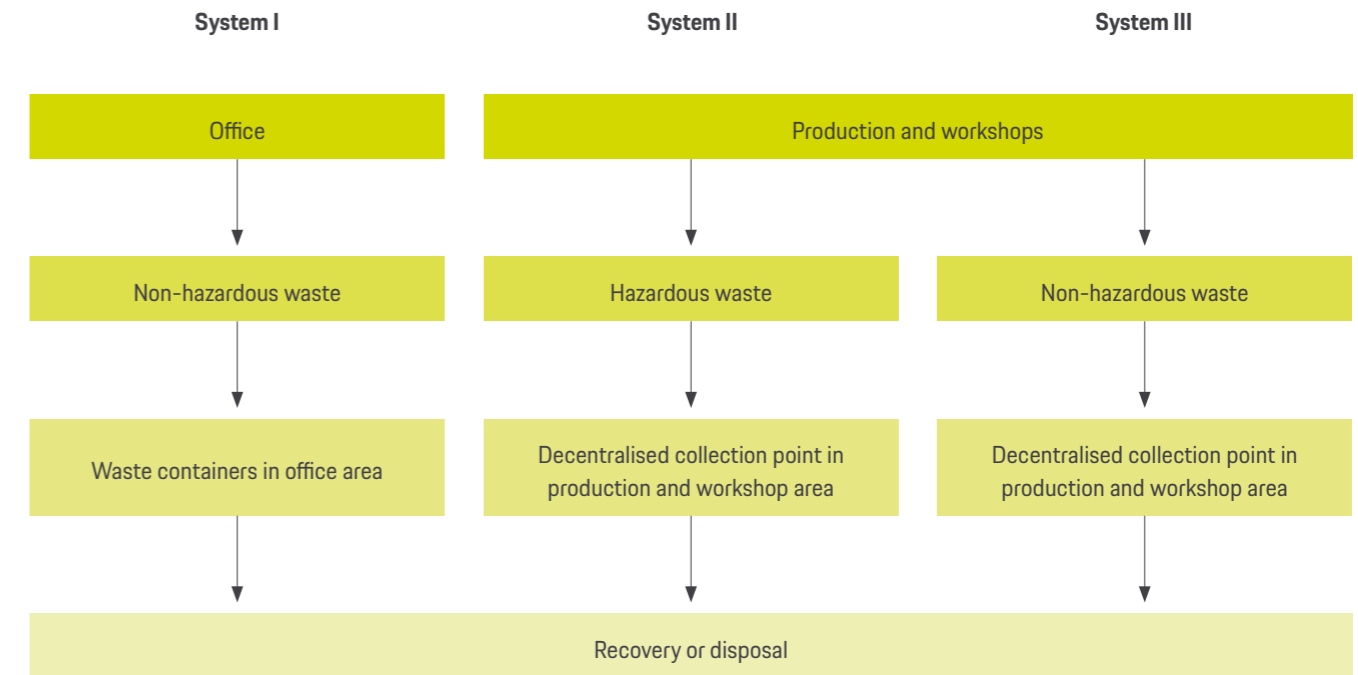 System I
System II
System III
Office
Production and workshops
Non-hazardous waste
Hazardous waste
Non-hazardous waste
Waste containers in office area
Decentralised collection point in
production and workshop area
Decentralised collection point in
production and workshop area
Recovery or disposal